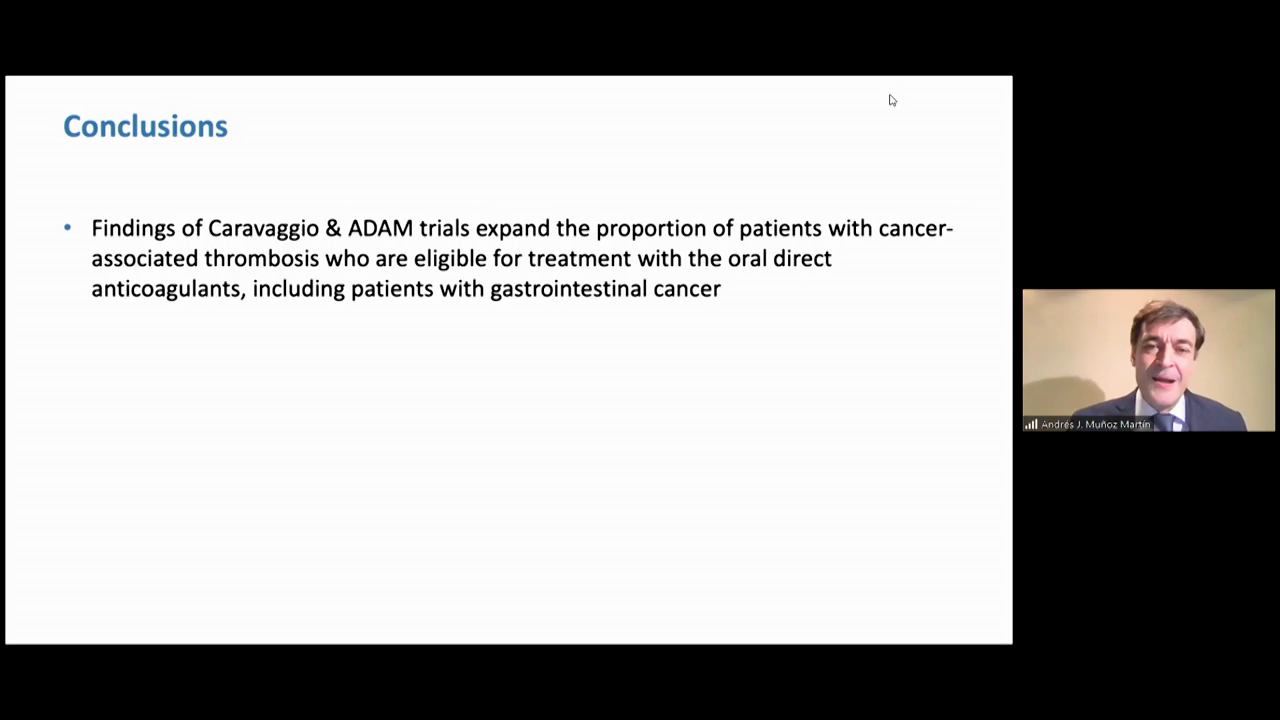 Conclusions
• Findings of Caravaggio & ADAM trials expand the proportion of patients with cancer-
associated thrombosis who are eligible for treatment with the oral direct
anticoagulants, including patients with gastrointestinal cancer
Andrés J. Muñoz Martín